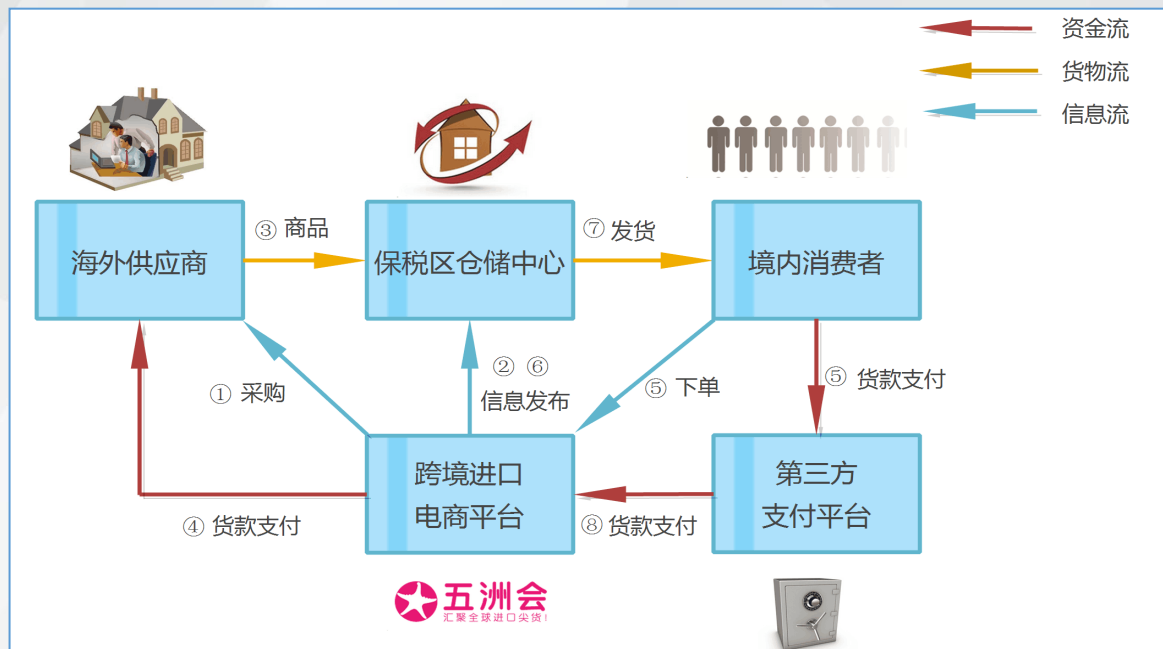 资金流
货物流
信息流
③ 商品
⑦ 发货
海外供应商
保税区仓储中心
境内消费者
① 采购
② ⑥
信息发布
⑤ 下单
⑤ 货款支付
跨境进口
电商平台
第三方
支付平台
④ 货款支付
⑧ 货款支付
五洲会
汇聚全球进口尖货!